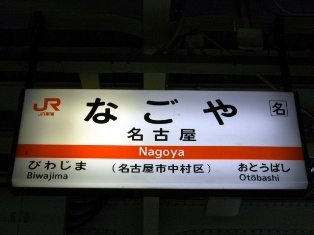 JR
JR東海
なごや
名
名古屋
Nagoya
びわじま
(名古屋市中村区)
おとうばし
Biwajima
Otōbashi